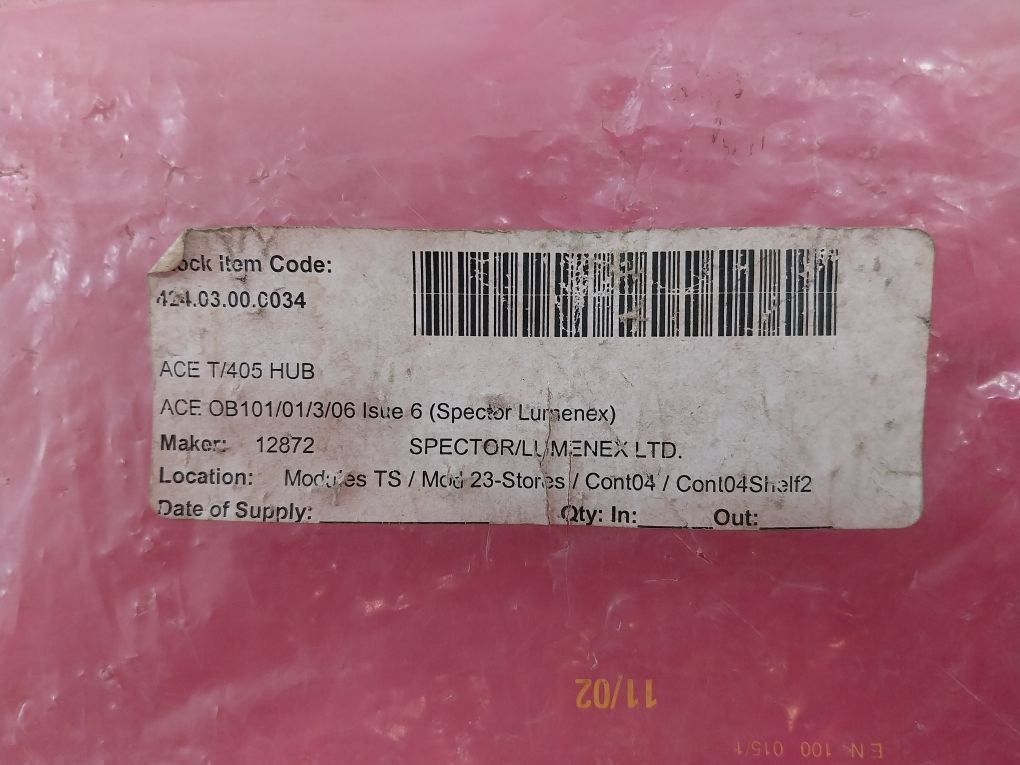 Stock Item Code:
424.03.00.0034
ACE T/405 HUB
ACE OB101/01/3/06 Isue 6 (Spector Lumenex)
Maker: 12872 SPECTOR/LUMENEX LTD.
Location: Modules TS / Mod 23-Stores / Cont04 / Cont04Shelf2
Date of Supply: Qty: In: Out:
11/02
EN 100 015/1